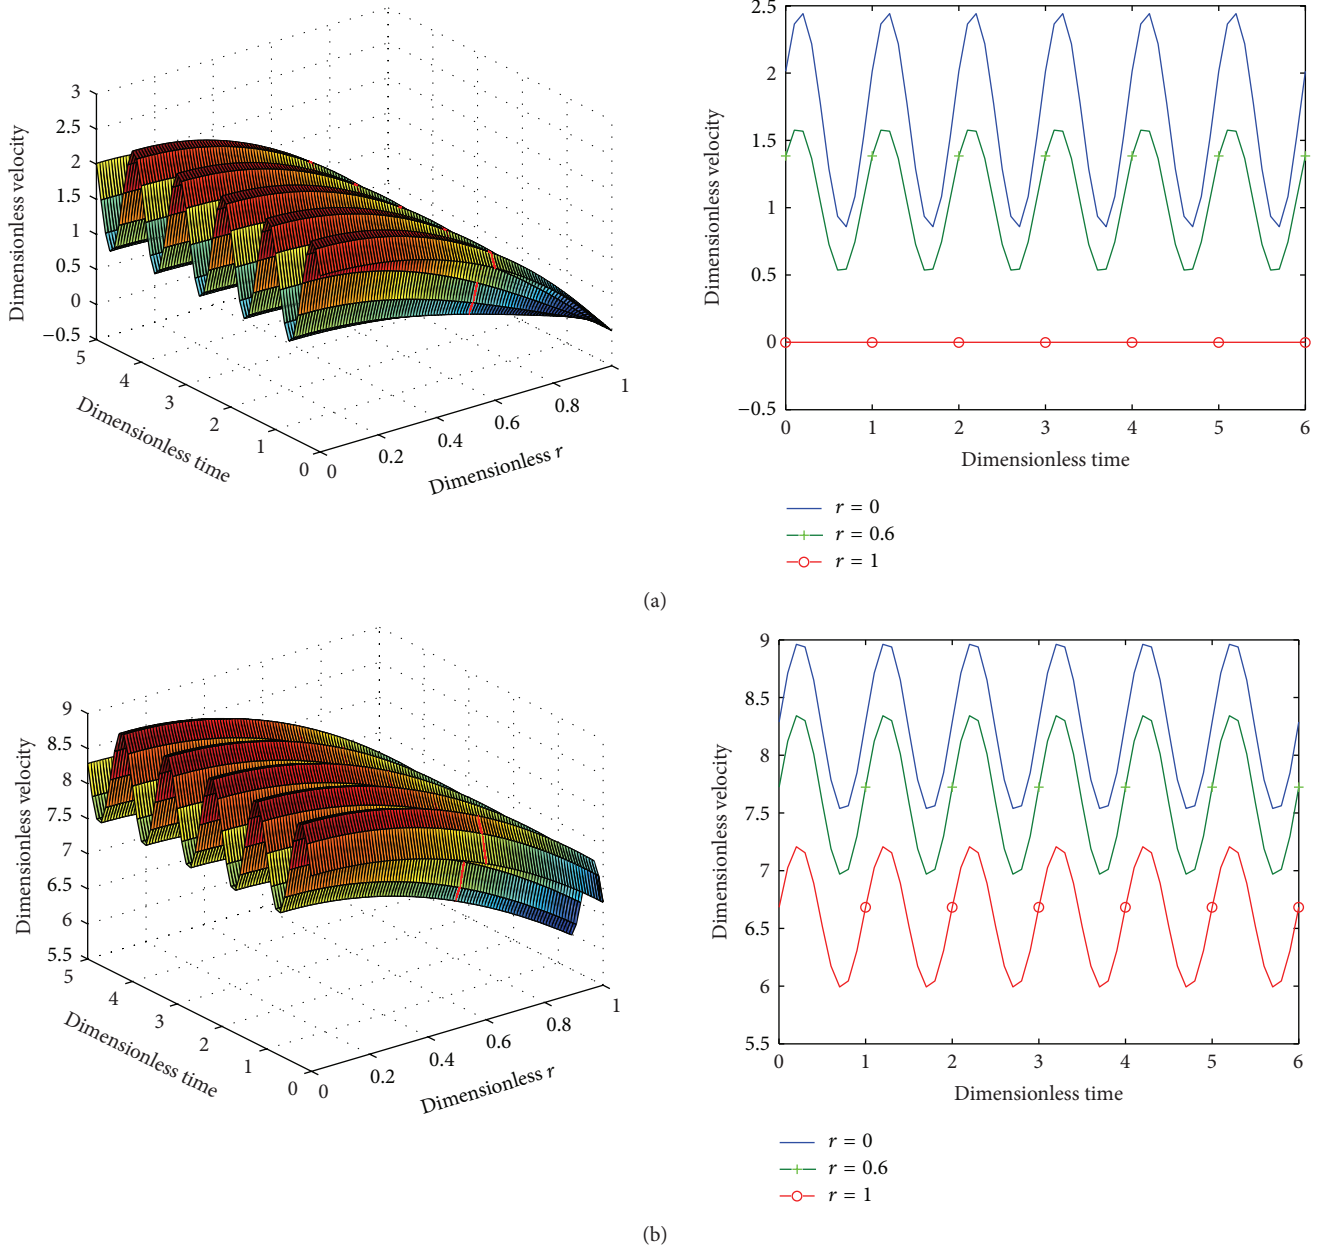 3
2.5
2
1.5
1
0.5
0
−0.5
Dimensionless velocity
5
4
3
2
1
0
Dimensionless time
0
0.2
0.4
0.6
0.8
1
Dimensionless r
2.5
2
1.5
1
0.5
0
−0.5
Dimensionless velocity
0 1 2 3 4 5 6
Dimensionless time
r = 0
r = 0.6
r = 1
(a)
9
8.5
8
7.5
7
6.5
6
5.5
Dimensionless velocity
5
4
3
2
1
0
Dimensionless time
0
0.2
0.4
0.6
0.8
1
Dimensionless r
9
8.5
8
7.5
7
6.5
6
5.5
Dimensionless velocity
0 1 2 3 4 5 6
Dimensionless time
r = 0
r = 0.6
r = 1
(b)